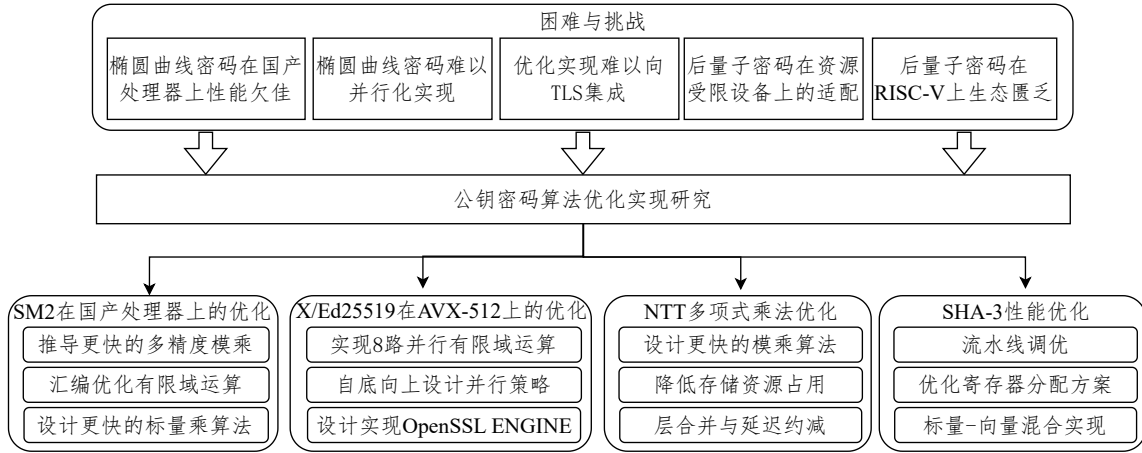 困难与挑战
椭圆曲线密码在国产
处理器上性能欠佳
椭圆曲线密码难以
并行化实现
优化实现难以向
TLS集成
后量子密码在资源
受限设备上的适配
后量子密码在
RISC-V上生态匮乏
公钥密码算法优化实现研究
SM2在国产处理器上的优化
推导更快的多精度模乘
汇编优化有限域运算
设计更快的标量乘算法
X/Ed25519在AVX-512上的优化
实现8路并行有限域运算
自底向上设计并行策略
设计实现OpenSSL ENGINE
NTT多项式乘法优化
设计更快的模乘算法
降低存储资源占用
层合并与延迟约减
SHA-3性能优化
流水线调优
优化寄存器分配方案
标量-向量混合实现